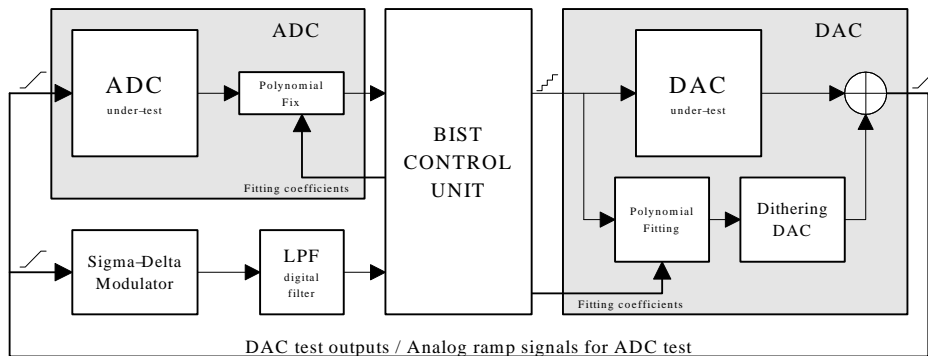 ADC
ADC
under-test
Polynomial
Fix
Fitting coefficients
Sigma-Delta
Modulator
LPF
digital
filter
BIST
CONTROL
UNIT
DAC
DAC
under-test
Polynomial
Fitting
Dithering
DAC
Fitting coefficients
DAC test outputs / Analog ramp signals for ADC test